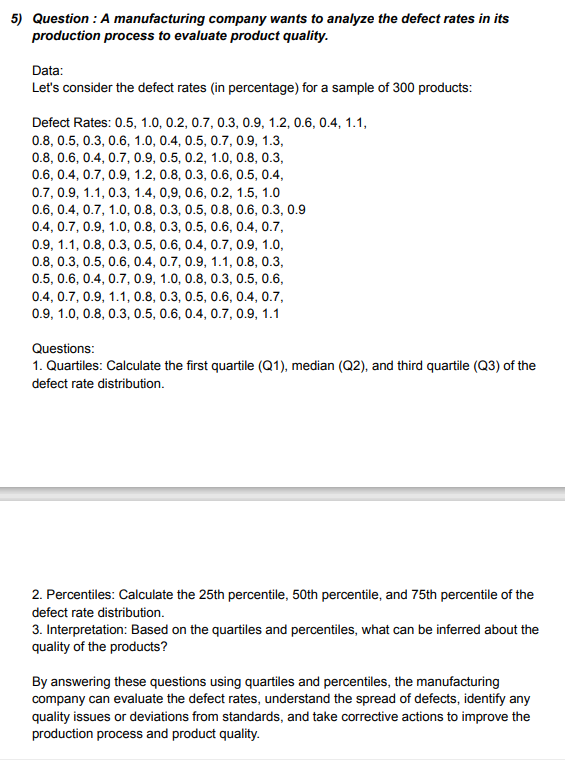 5) Question : A manufacturing company wants to analyze the defect rates in its
production process to evaluate product quality.
Data:
Let's consider the defect rates (in percentage) for a sample of 300 products:
Defect Rates: 0.5, 1.0, 0.2, 0.7, 0.3, 0.9, 1.2, 0.6, 0.4, 1.1,
0.8, 0.5, 0.3, 0.6, 1.0, 0.4, 0.5, 0.7, 0.9, 1.3,
0.8, 0.6, 0.4, 0.7, 0.9, 0.5, 0.2, 1.0, 0.8, 0.3,
0.6, 0.4, 0.7, 0.9, 1.2, 0.8, 0.3, 0.6, 0.5, 0.4,
0.7, 0.9, 1.1, 0.3, 1.4, 0,9, 0.6, 0.2, 1.5, 1.0
0.6, 0.4, 0.7, 1.0, 0.8, 0.3, 0.5, 0.8, 0.6, 0.3, 0.9
0.4, 0.7, 0.9, 1.0, 0.8, 0.3, 0.5, 0.6, 0.4, 0.7,
0.9, 1.1, 0.8, 0.3, 0.5, 0.6, 0.4, 0.7, 0.9, 1.0,
0.8, 0.3, 0.5, 0.6, 0.4, 0.7, 0.9, 1.1, 0.8, 0.3,
0.5, 0.6, 0.4, 0.7, 0.9, 1.0, 0.8, 0.3, 0.5, 0.6,
0.4, 0.7, 0.9, 1.1, 0.8, 0.3, 0.5, 0.6, 0.4, 0.7,
0.9, 1.0, 0.8, 0.3, 0.5, 0.6, 0.4, 0.7, 0.9, 1.1
Questions:
1. Quartiles: Calculate the first quartile (Q1), median (Q2), and third quartile (Q3) of the
defect rate distribution.
2. Percentiles: Calculate the 25th percentile, 50th percentile, and 75th percentile of the
defect rate distribution.
3. Interpretation: Based on the quartiles and percentiles, what can be inferred about the
quality of the products?
By answering these questions using quartiles and percentiles, the manufacturing
company can evaluate the defect rates, understand the spread of defects, identify any
quality issues or deviations from standards, and take corrective actions to improve the
production process and product quality.